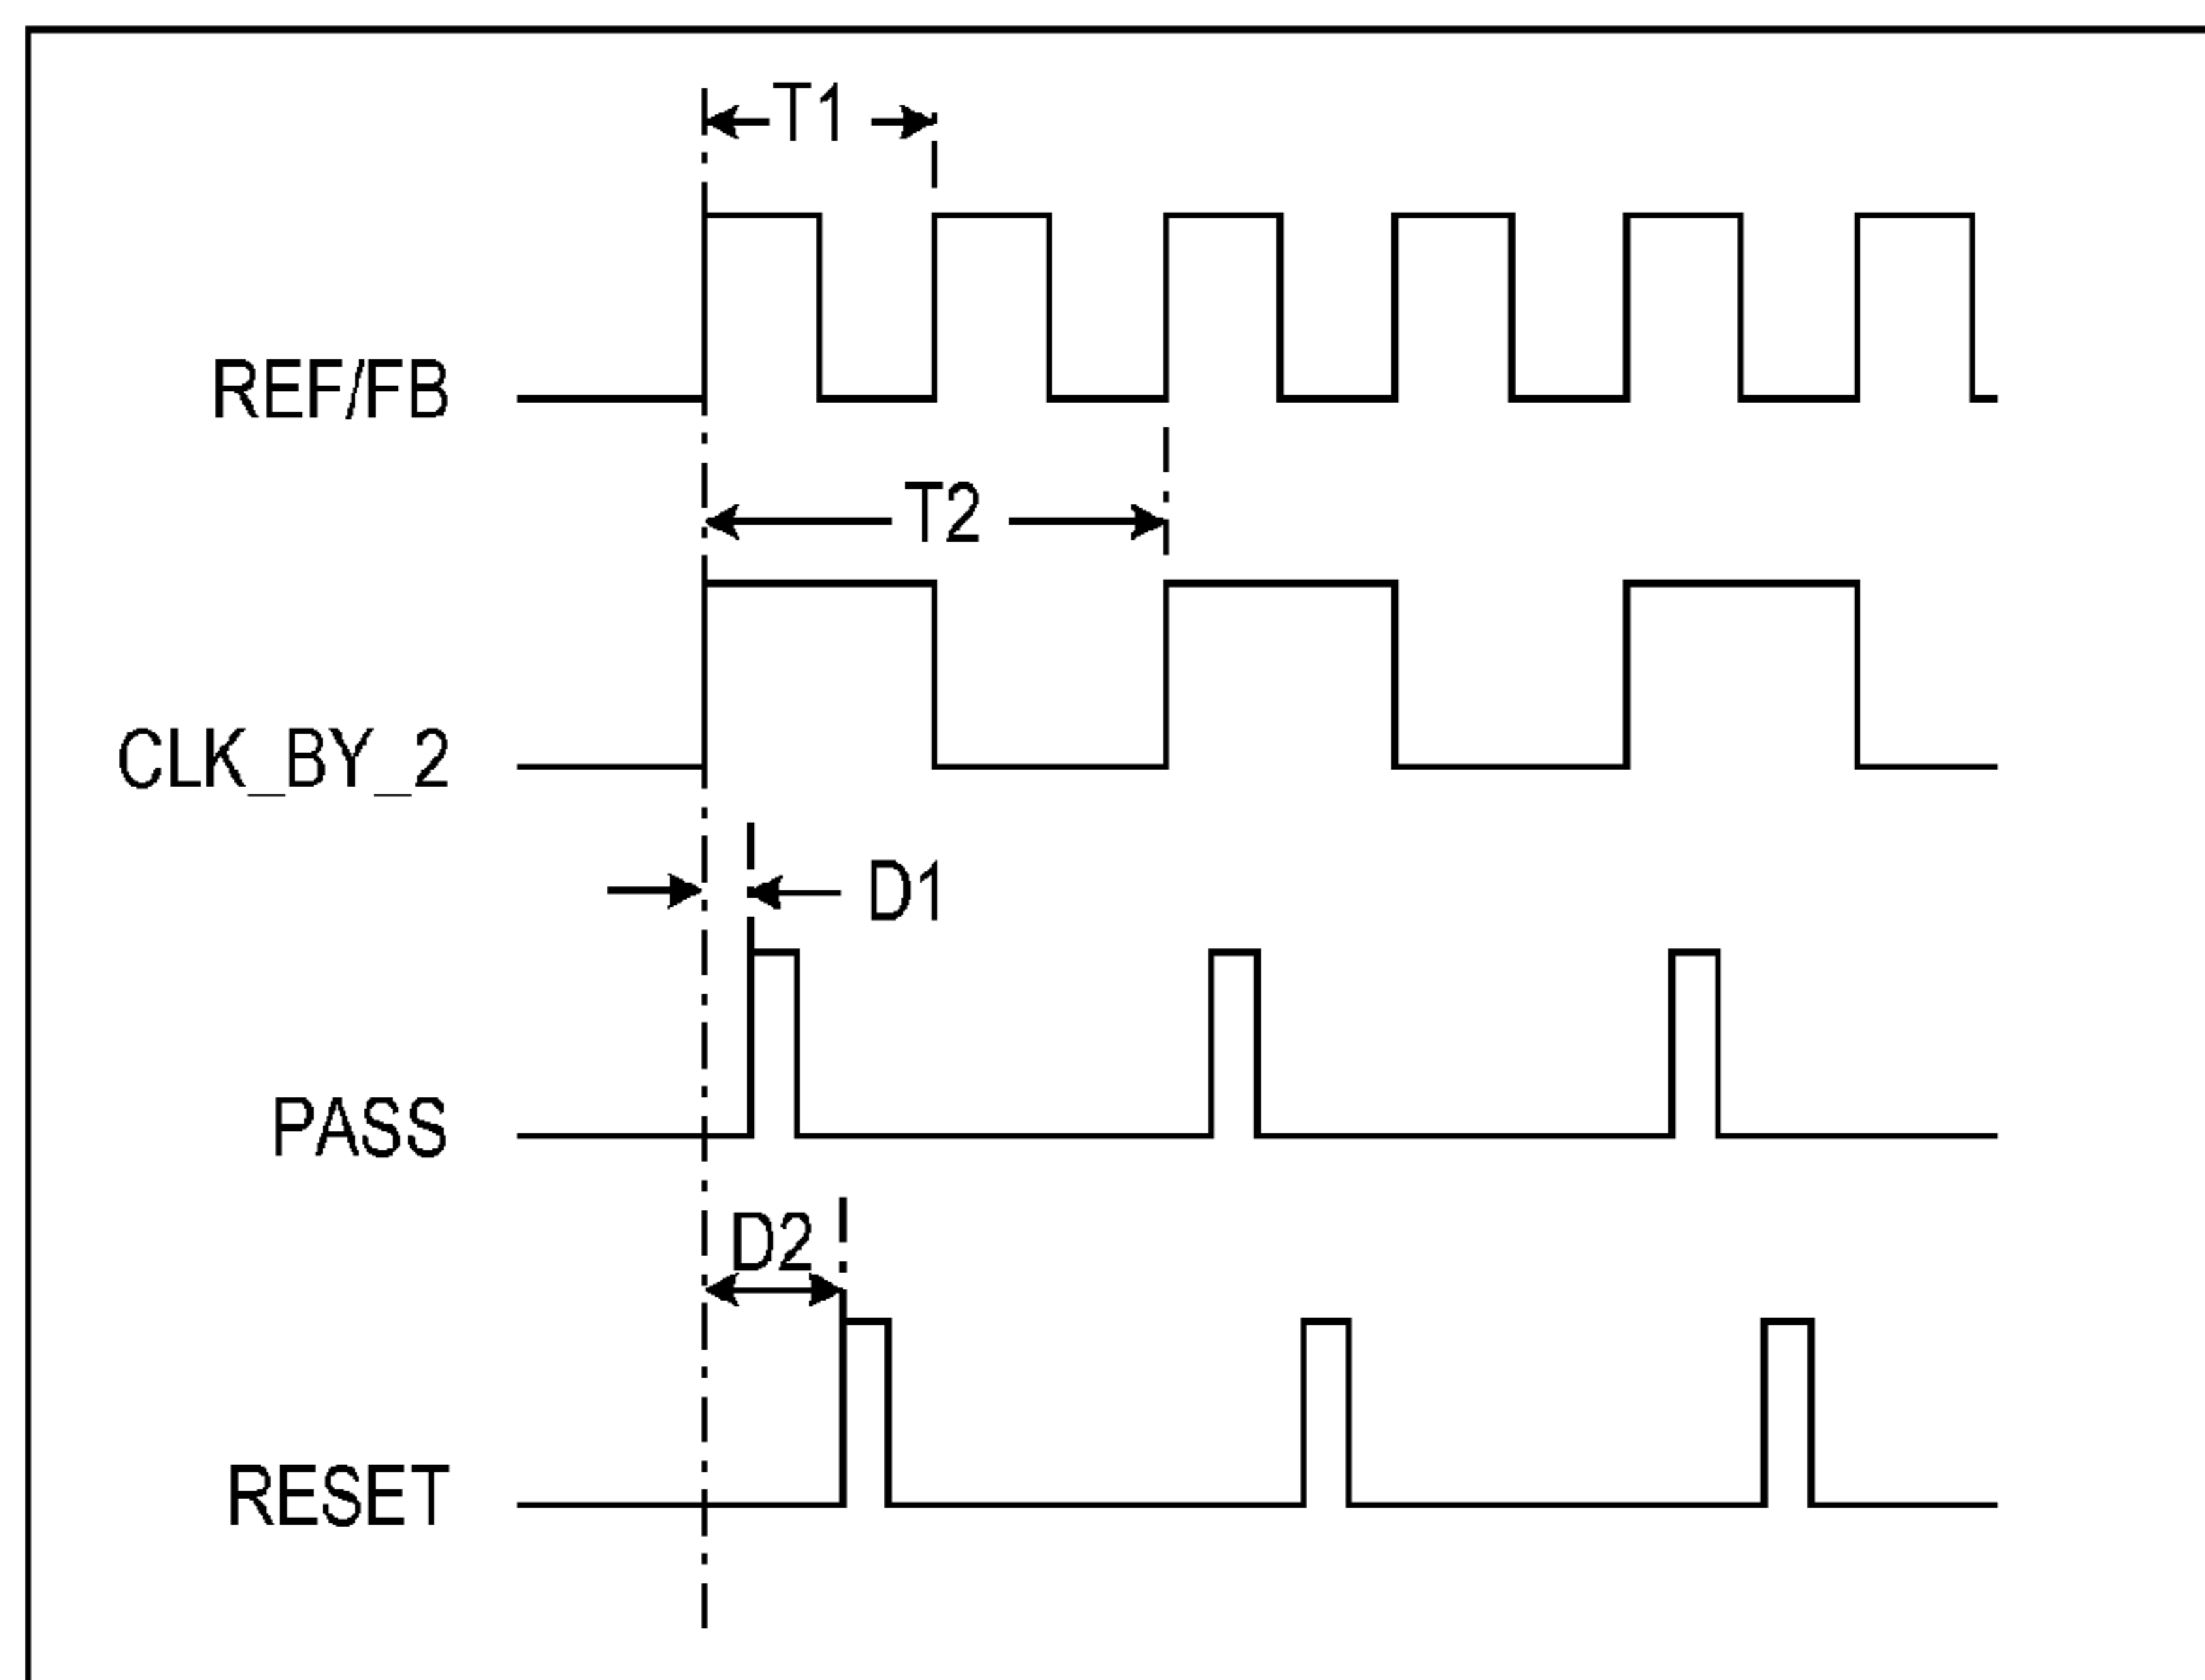 T1
REF/FB
T2
CLK_BY_2
D1
PASS
D2
RESET